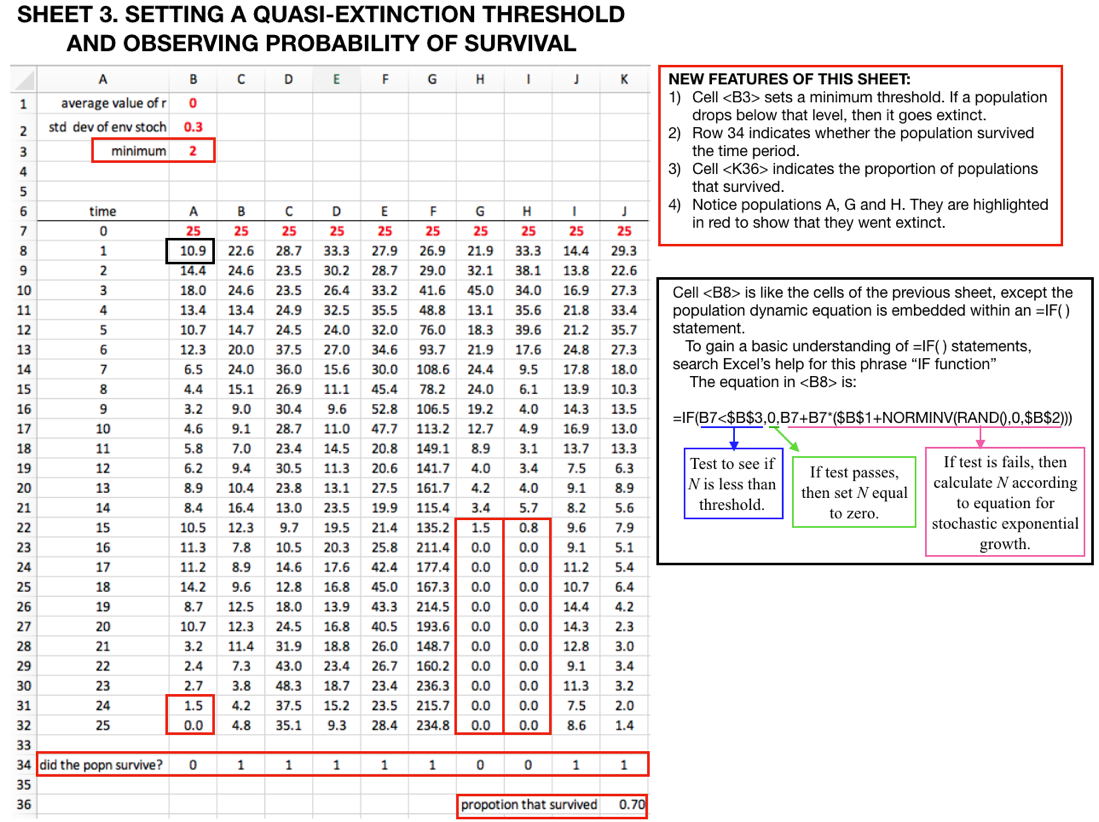 SHEET 3. SETTING A QUASI-EXTINCTION THRESHOLD
AND OBSERVING PROBABILITY OF SURVIVAL
A B C D E F G H I J K
1 average value of r 0
2 std dev of env stoch 0.3
3 minimum 2
4
5
6 time A B C D E F G H I J
7 0 25 25 25 25 25 25 25 25 25 25
8 1 10.9 22.6 28.7 33.3 27.9 26.9 21.9 33.3 14.4 29.3
9 2 14.4 24.6 23.5 30.2 28.7 29.0 32.1 38.1 13.8 22.6
10 3 18.0 24.6 23.5 26.4 33.2 41.6 45.0 34.0 16.9 27.3
11 4 13.4 13.4 24.9 32.5 35.5 48.8 13.1 35.6 21.8 33.4
12 5 10.7 14.7 24.5 24.0 32.0 76.0 18.3 39.6 21.2 35.7
13 6 12.3 20.0 37.5 27.0 34.6 93.7 21.9 17.6 24.8 27.3
14 7 6.5 24.0 36.0 15.6 30.0 108.6 24.4 9.5 17.8 18.0
15 8 4.4 15.1 26.9 11.1 45.4 78.2 24.0 6.1 13.9 10.3
16 9 3.2 9.0 30.4 9.6 52.8 106.5 19.2 4.0 14.3 13.5
17 10 4.6 9.1 28.7 11.0 47.7 113.2 12.7 4.9 16.9 13.0
18 11 5.8 7.0 23.4 14.5 20.8 149.1 8.9 3.1 13.7 13.3
19 12 6.2 9.4 30.5 11.3 20.6 141.7 4.0 3.4 7.5 6.3
20 13 8.9 10.4 23.8 13.1 27.5 161.7 4.2 4.0 9.1 8.9
21 14 8.4 16.4 13.0 23.5 19.9 115.4 3.4 5.7 8.2 5.6
22 15 10.5 12.3 9.7 19.5 21.4 135.2 1.5 0.8 9.6 7.9
23 16 11.3 7.8 10.5 20.3 25.8 211.4 0.0 0.0 9.1 5.1
24 17 11.2 8.9 14.6 17.6 42.4 177.4 0.0 0.0 11.2 5.4
25 18 14.2 9.6 12.8 16.8 45.0 167.3 0.0 0.0 10.7 6.4
26 19 8.7 12.5 18.0 13.9 43.3 214.5 0.0 0.0 14.4 4.2
27 20 10.7 12.3 24.5 16.8 40.5 193.6 0.0 0.0 14.3 2.3
28 21 3.2 11.4 31.9 18.8 26.0 148.7 0.0 0.0 12.8 3.0
29 22 2.4 7.3 43.0 23.4 26.7 160.2 0.0 0.0 9.1 3.4
30 23 2.7 3.8 48.3 18.7 23.4 236.3 0.0 0.0 11.3 3.2
31 24 1.5 4.2 37.5 15.2 23.5 215.7 0.0 0.0 7.5 2.0
32 25 0.0 4.8 35.1 9.3 28.4 234.8 0.0 0.0 8.6 1.4
33
34 did the popn survive? 0 1 1 1 1 1 0 0 1 1
35
36 propotion that survived 0.70
NEW FEATURES OF THIS SHEET:
1) Cell <B3> sets a minimum threshold. If a population
drops below that level, then it goes extinct.
2) Row 34 indicates whether the population survived
the time period.
3) Cell <K36> indicates the proportion of populations
that survived.
4) Notice populations A, G and H. They are highlighted
in red to show that they went extinct.
Cell <B8> is like the cells of the previous sheet, except the
population dynamic equation is embedded within an =IF( )
statement.
To gain a basic understanding of =IF( ) statements,
search Excel's help for this phrase “IF function”
The equation in <B8> is:
=IF(B7<$B$3,0,B7+B7*($B$1+NORMINV(RAND(),0,$B$2)))
Test to see if
N is less than
threshold.
If test passes,
then set N equal
to zero.
If test is fails, then
calculate N according
to equation for
stochastic exponential
growth.